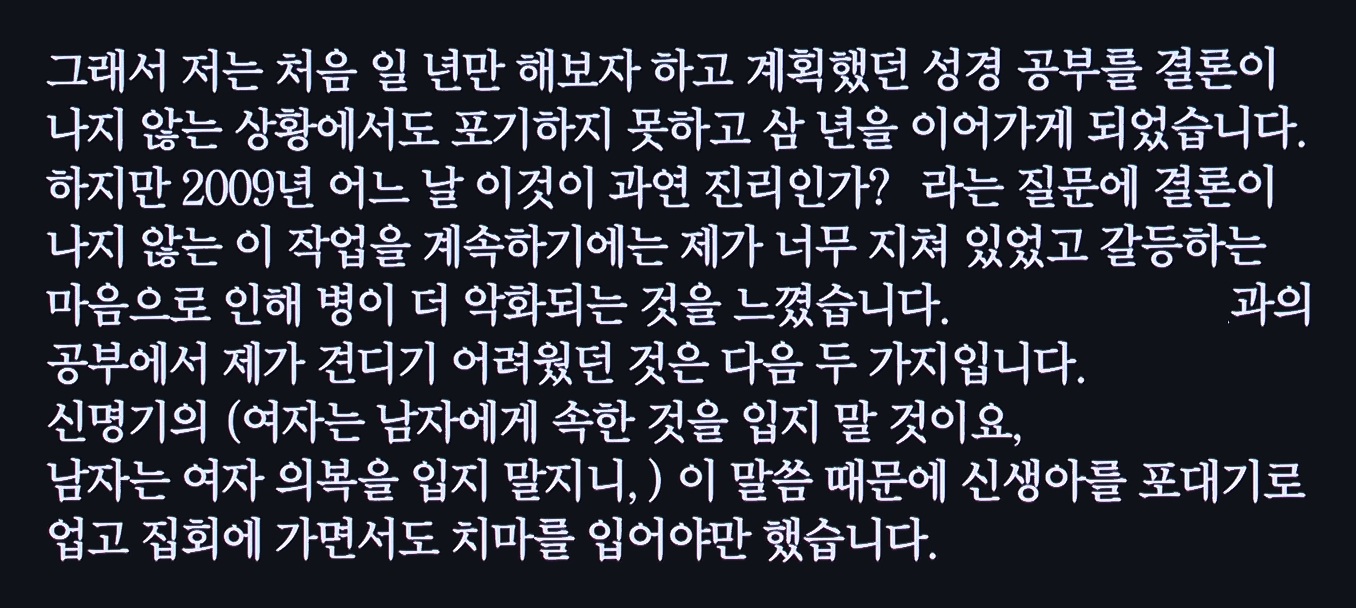 그래서 저는 처음 일 년만 해보자 하고 계획했던 성경 공부를 결론이
나지 않는 상황에서도 포기하지 못하고 삼 년을 이어가게 되었습니다.
하지만 2009년 어느 날 이것이 과연 진리인가? 라는 질문에 결론이
나지 않는 이 작업을 계속하기에는 제가 너무 지쳐 있었고 갈등하는
마음으로 인해 병이 더 악화되는 것을 느꼈습니다. 과의
공부에서 제가 견디기 어려웠던 것은 다음 두 가지입니다.
신명기의 (여자는 남자에게 속한 것을 입지 말 것이요,
남자는 여자 의복을 입지 말지니, ) 이 말씀 때문에 신생아를 포대기로
업고 집회에 가면서도 치마를 입어야만 했습니다.